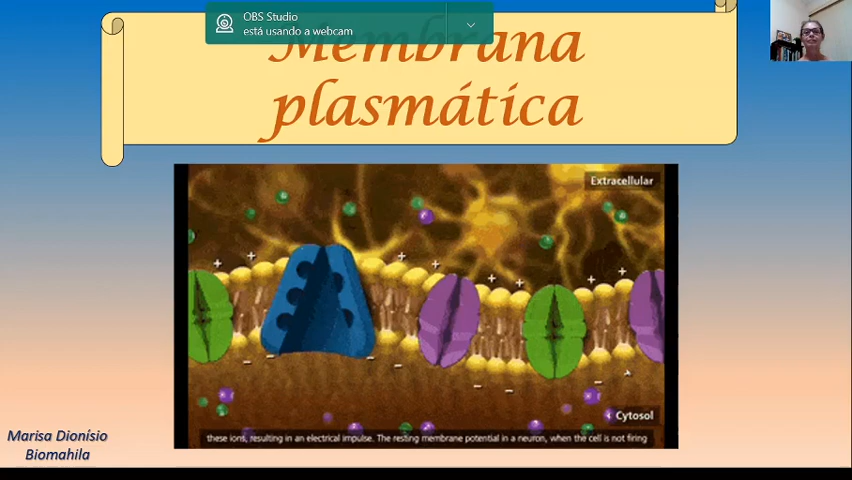 OBS Studio
está usando a webcam
Membrana
plasmática
Extracellular
Cytosol
these ions, resulting in an electrical impulse. The resting membrane potential in a neuron, when the cell is not firing
Marisa Dionísio
Biomahila